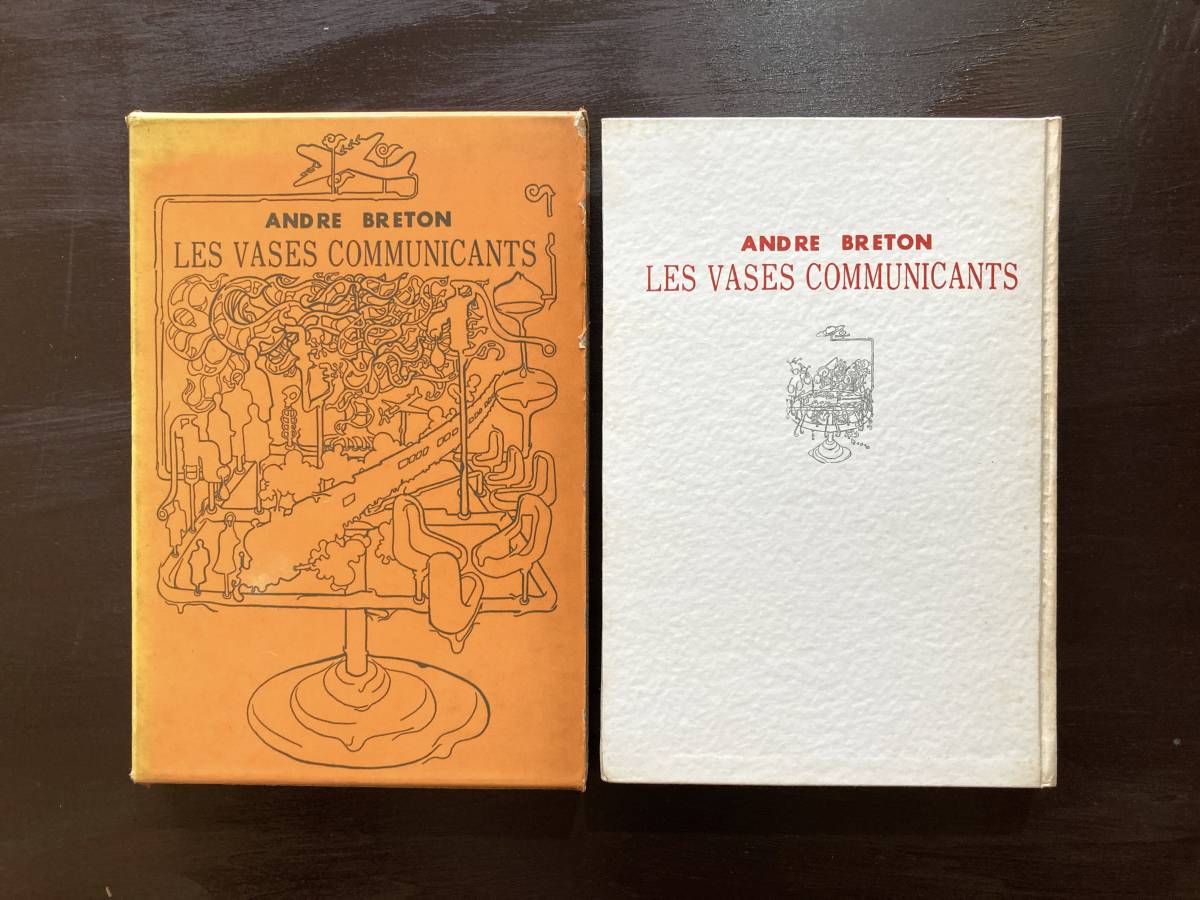 ANDRE BRETON
LES VASES COMMUNICANTS
ANDRE BRETON
LES VASES COMMUNICANTS